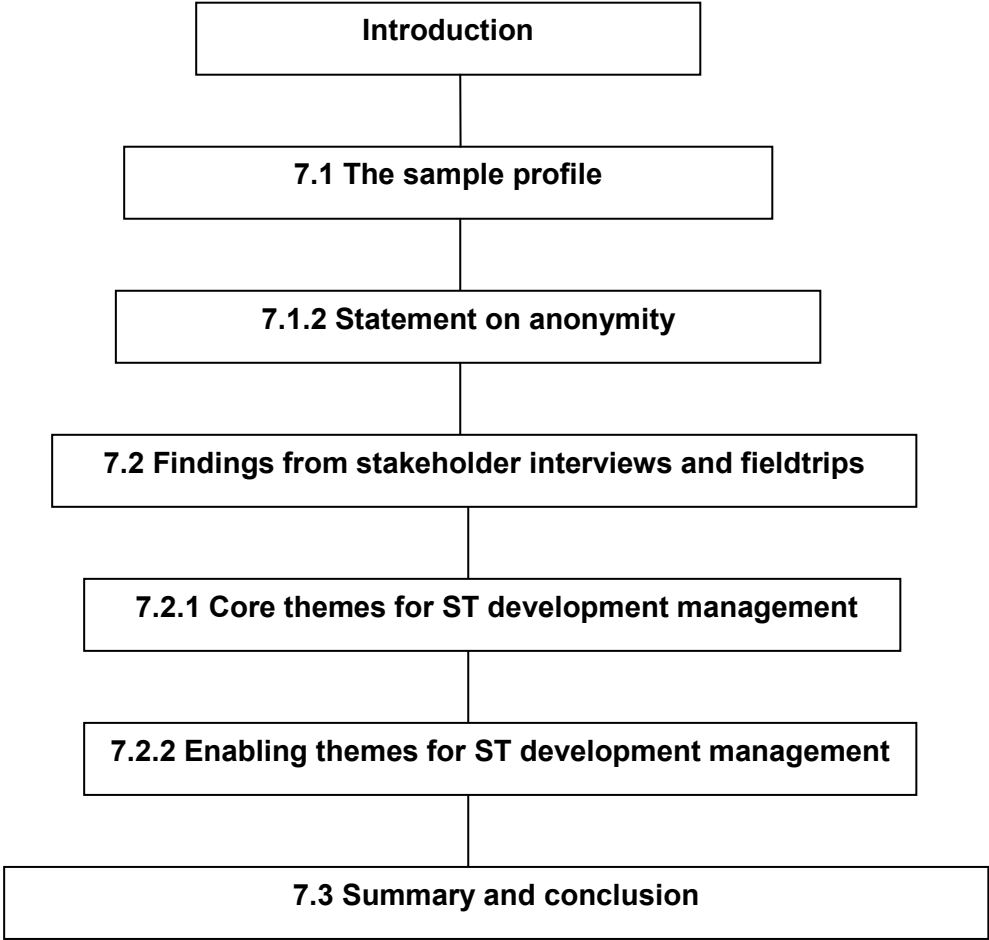 Introduction
7.1 The sample profile
7.1.2 Statement on anonymity
7.2 Findings from stakeholder interviews and fieldtrips
7.2.1 Core themes for ST development management
7.2.2 Enabling themes for ST development management
7.3 Summary and conclusion